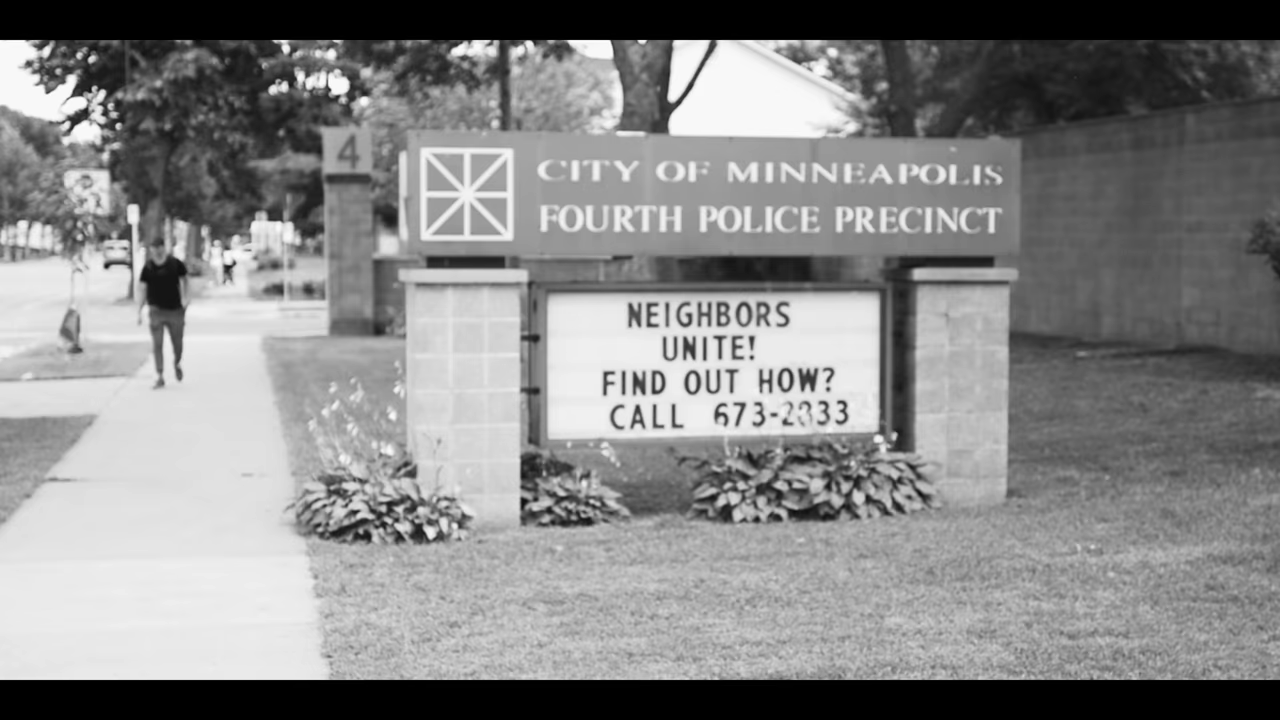 4
CITY OF MINNEAPOLIS
FOURTH POLICE PRECINCT
NEIGHBORS
UNITE!
FIND OUT HOW?
CALL 673-2833